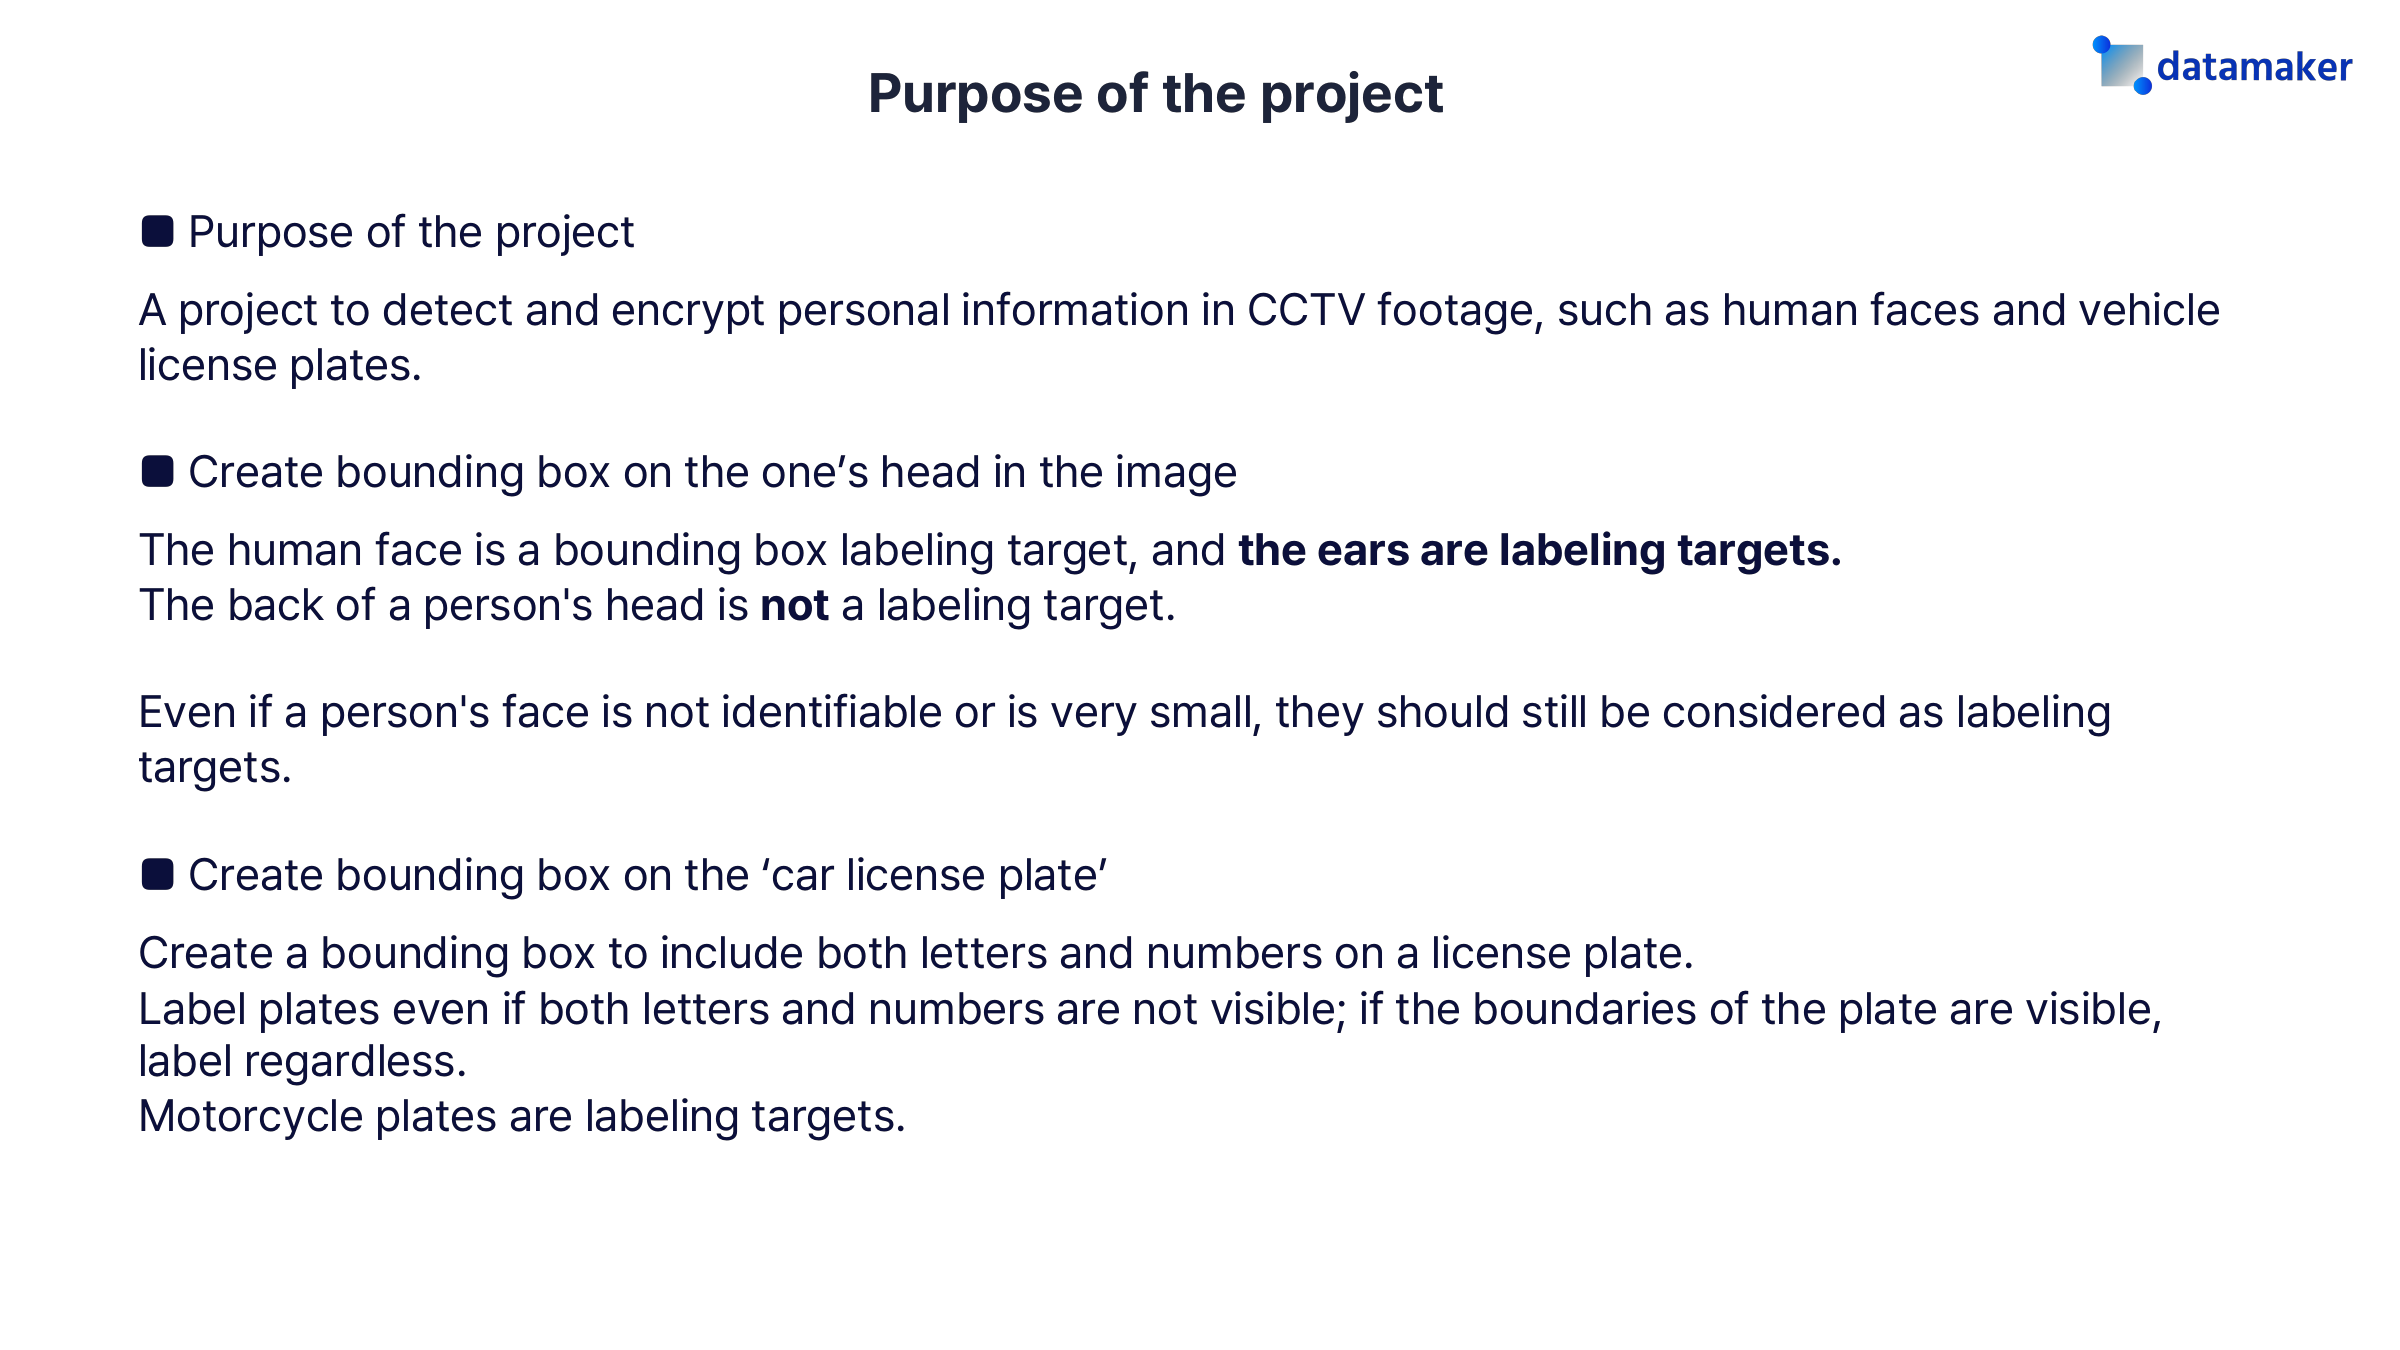 datamaker
Purpose of the project
■ Purpose of the project
A project to detect and encrypt personal information in CCTV footage, such as human faces and vehicle
license plates.
■ Create bounding box on the one’s head in the image
The human face is a bounding box labeling target, and the ears are labeling targets.
The back of a person's head is not a labeling target.
Even if a person's face is not identifiable or is very small, they should still be considered as labeling
targets.
■ Create bounding box on the ‘car license plate’
Create a bounding box to include both letters and numbers on a license plate.
Label plates even if both letters and numbers are not visible; if the boundaries of the plate are visible,
label regardless.
Motorcycle plates are labeling targets.